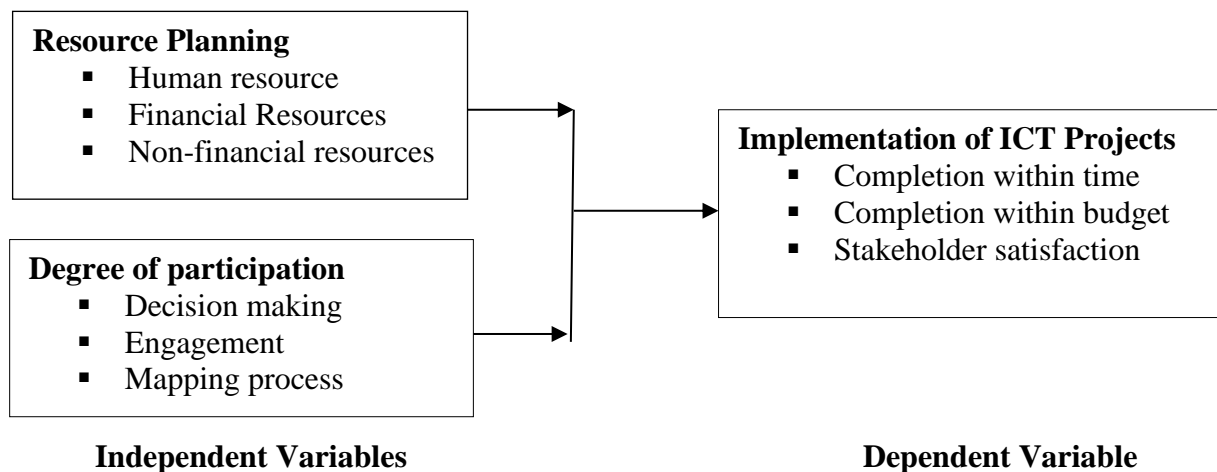 Resource Planning
▪ Human resource
▪ Financial Resources
▪ Non-financial resources
Degree of participation
▪ Decision making
▪ Engagement
▪ Mapping process
Independent Variables
Implementation of ICT Projects
▪ Completion within time
▪ Completion within budget
▪ Stakeholder satisfaction
Dependent Variable